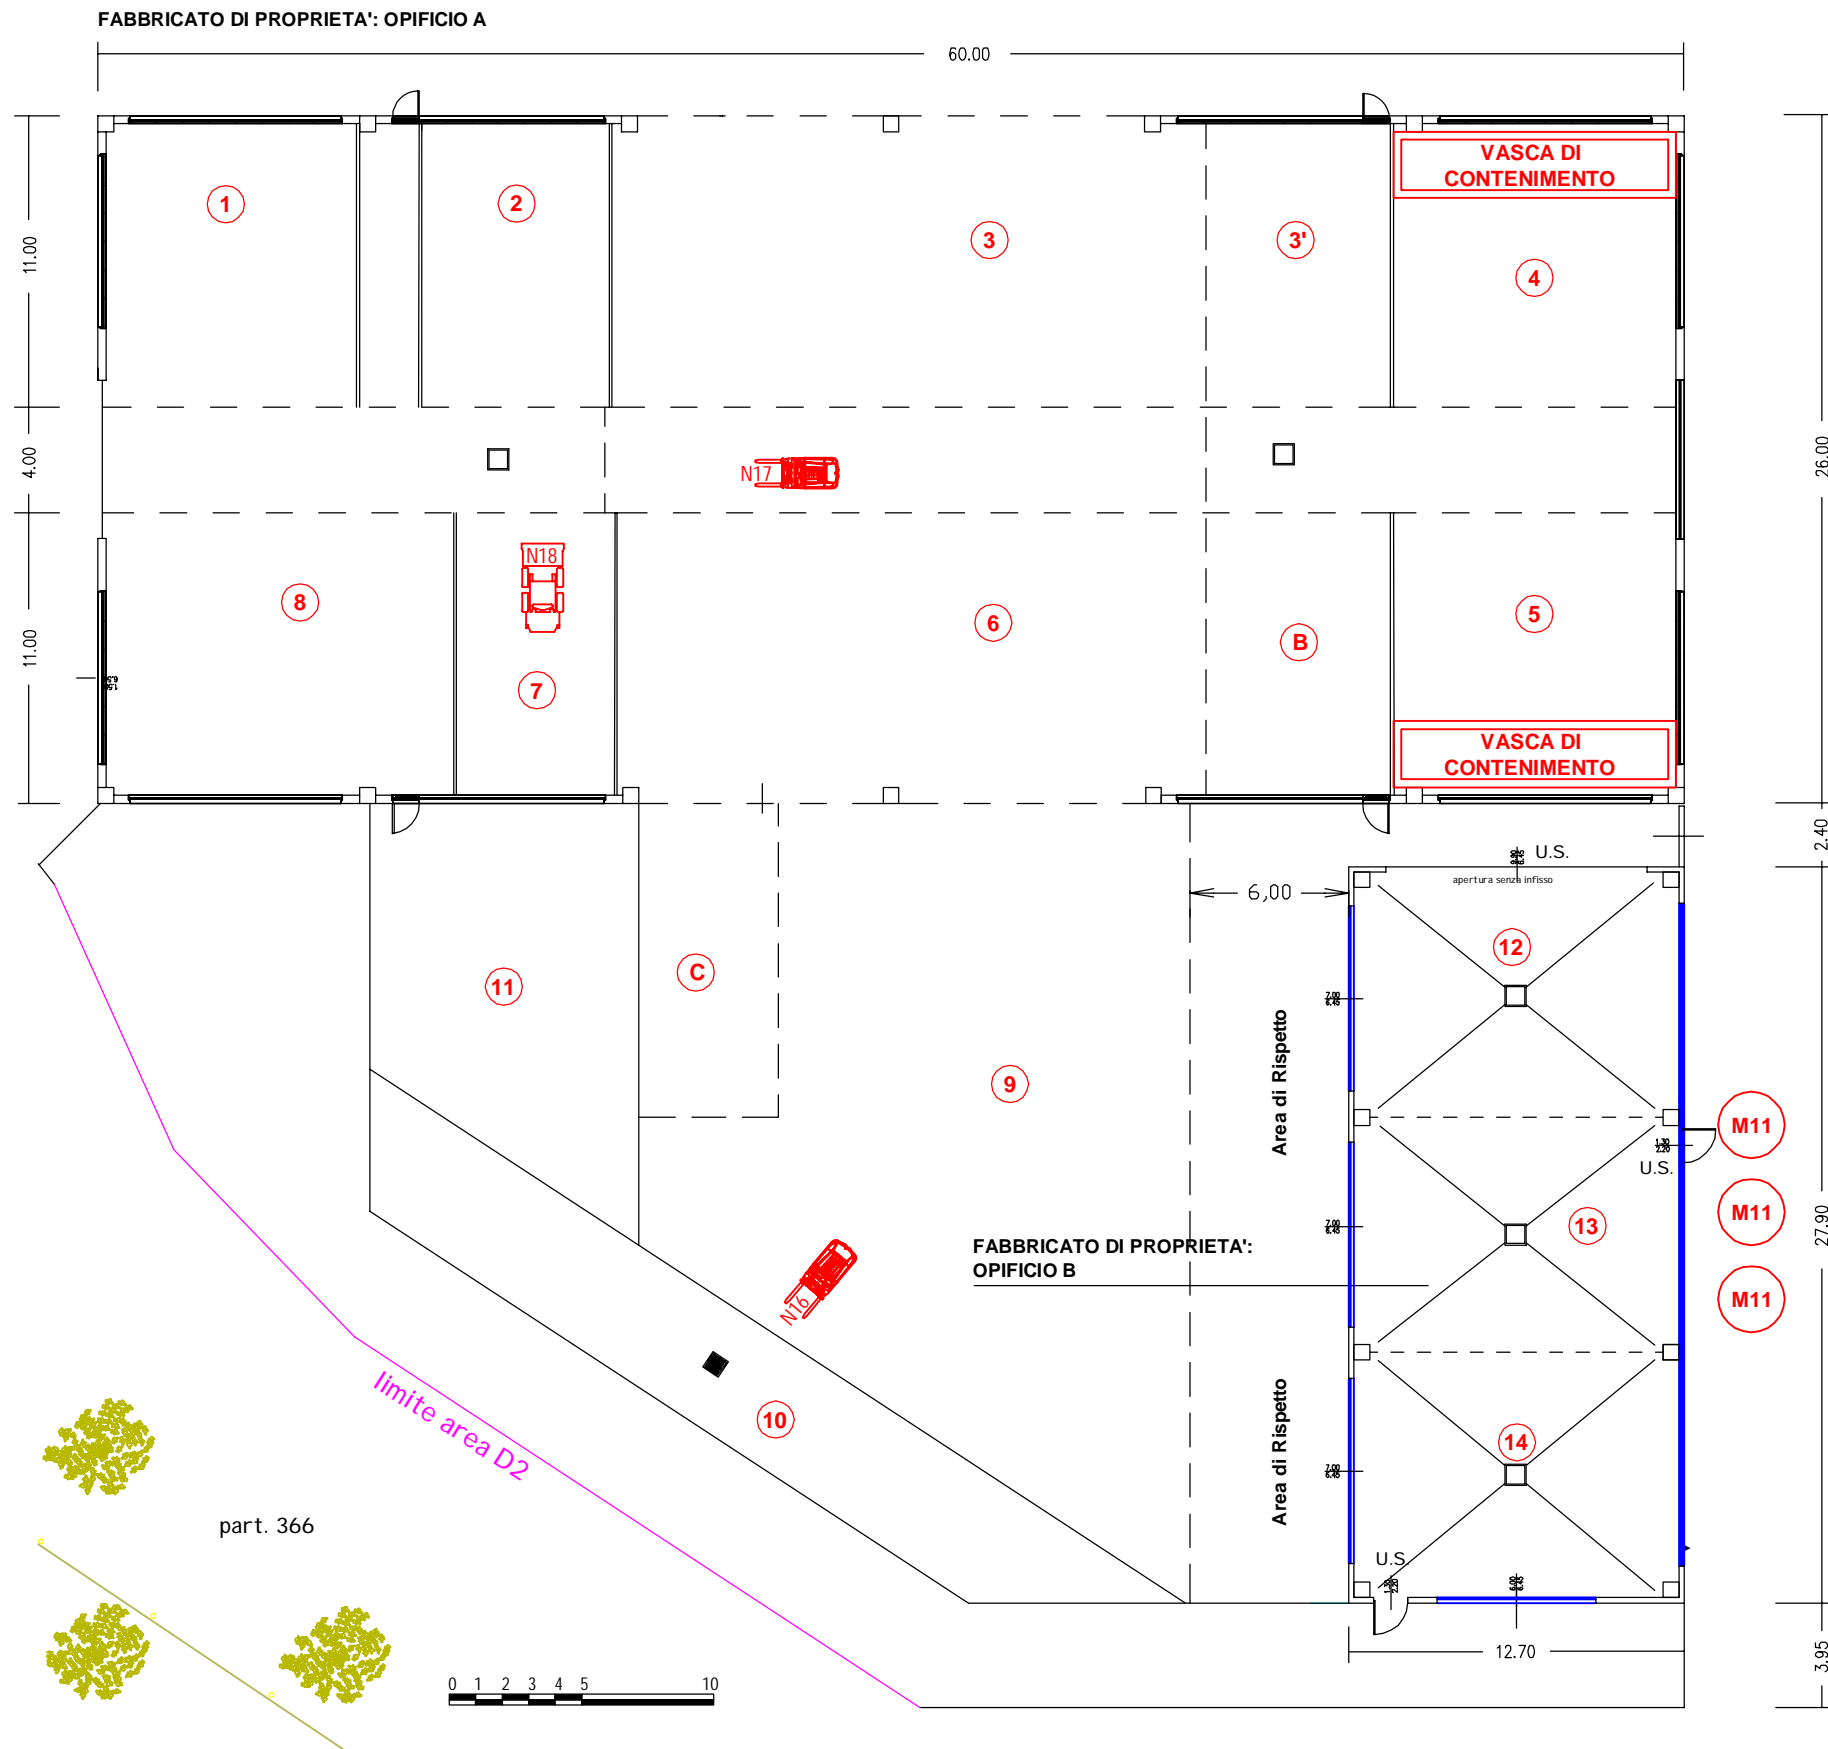 FABBRICATO DI PROPRIETA': OPIFICIO A
60.00
VASCA DI
CONTENIMENTO
1
2
3
3'
4
11.00
4.00
26.00
N17
N18
8
6
5
B
7
11.00
VASCA DI
CONTENIMENTO
2.40
U.S.
apertura senza infisso
6,00
12
11
C
9
Area di Rispetto
M11
U.S.
M11
13
27.90
FABBRICATO DI PROPRIETA':
OPIFICIO B
M11
N16
limite area D2
10
Area di Rispetto
14
part. 366
U.S.
12.70
3.95
0 1 2 3 4 5 10